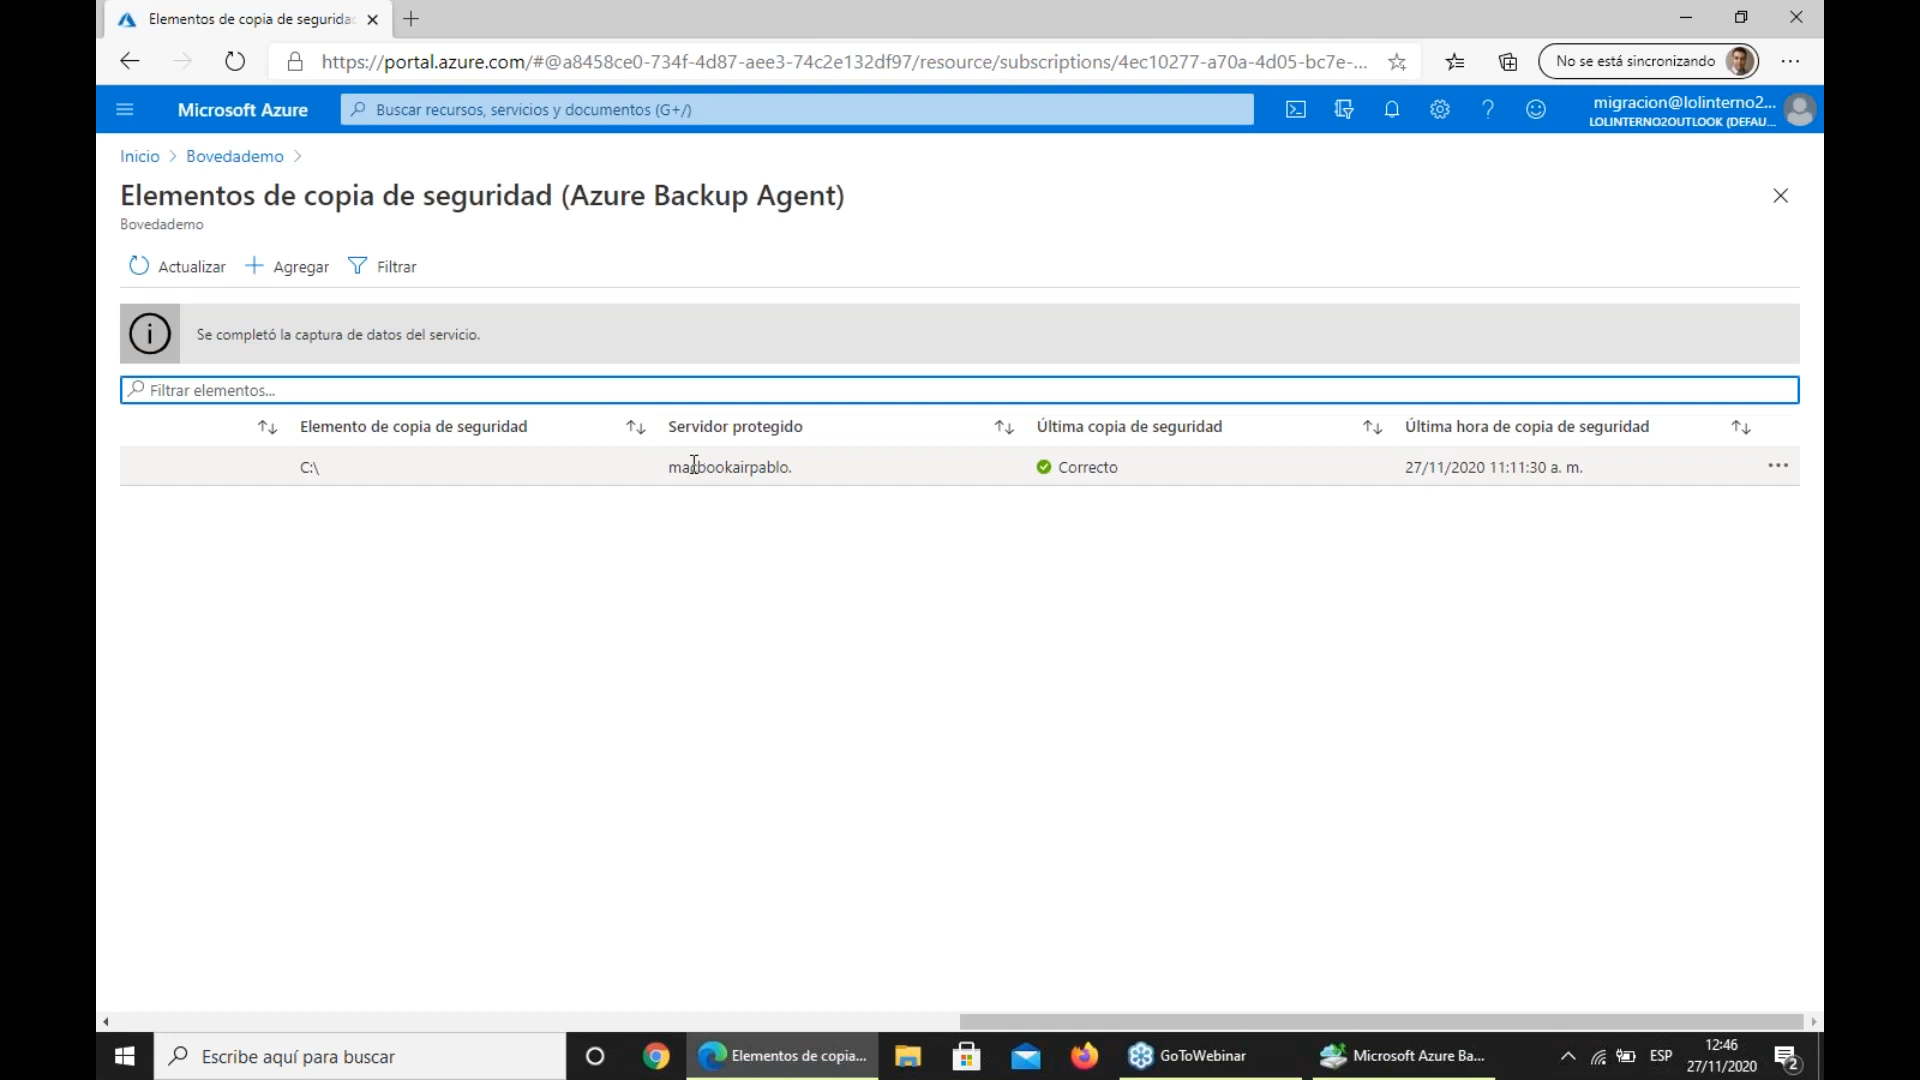 Elementos de copia de segurida
https://portal.azure.com/#@a8458ce0-734f-4d87-aee3-74c2e132df97/resource/subscriptions/4ec10277-a70a-4d05-bc7e-...
No se está sincronizando
Microsoft Azure
Buscar recursos, servicios y documentos (G+/)
migracion@lolinterno2...
LOLINTERNO2OUTLOOK (DEFAU...
Inicio > Bovedademo >
Elementos de copia de seguridad (Azure Backup Agent)
Bovedademo
Actualizar + Agregar Filtrar
Se completó la captura de datos del servicio.
Filtrar elementos...
Elemento de copia de seguridad Servidor protegido Última copia de seguridad Última hora de copia de seguridad
C:\ macbookairpablo. Correcto 27/11/2020 11:11:30 a. m.
Escribe aquí para buscar
Elementos de copia...
GoToWebinar
Microsoft Azure Ba...
ESP
12:46
27/11/2020
2